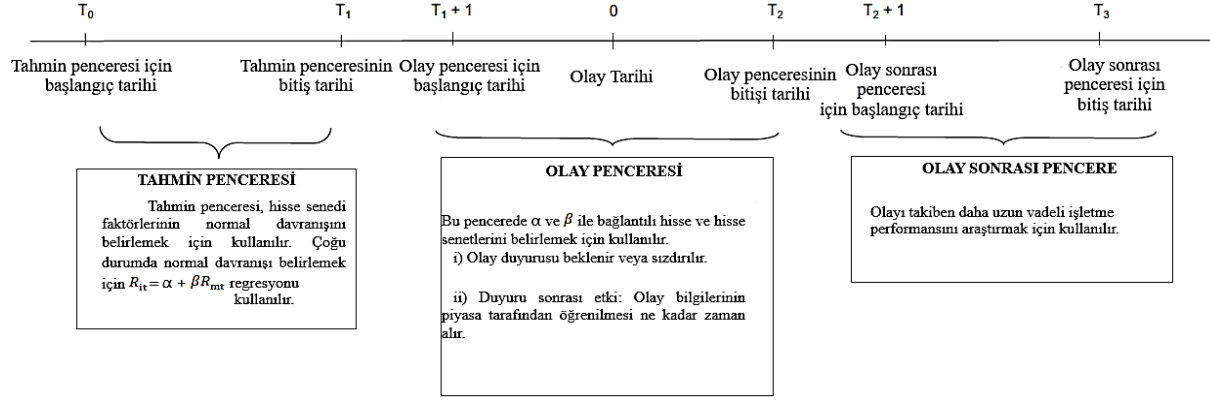 T₀ T₁ T₁ + 1 0 T₂ T₂ + 1 T₃
Tahmin penceresi için
başlangıç tarihi
Tahmin penceresinin
bitiş tarihi
Olay penceresi için
başlangıç tarihi
Olay Tarihi
Olay penceresinin
bitişi tarihi
Olay sonrası
penceresi
için başlangıç tarihi
Olay sonrası
penceresi için
bitiş tarihi
TAHMİN PENCERESİ
Tahmin penceresi, hisse senedi
faktörlerinin normal davranışını
belirlemek için kullanılır. Çoğu
durumda normal davranışı belirlemek
için Rᵢₜ = α + βRₘₜ regresyonu
kullanılır.
OLAY PENCERESİ
Bu pencerede α ve β ile bağlantılı hisse ve hisse
senetlerini belirlemek için kullanılır.
i) Olay duyurusu beklenir veya sızdırılır.
ii) Duyuru sonrası etki: Olay bilgilerinin
piyasa tarafından öğrenilmesi ne kadar zaman
alır.
OLAY SONRASI PENCERE
Olayı takiben daha uzun vadeli işletme
performansını araştırmak için kullanılır.